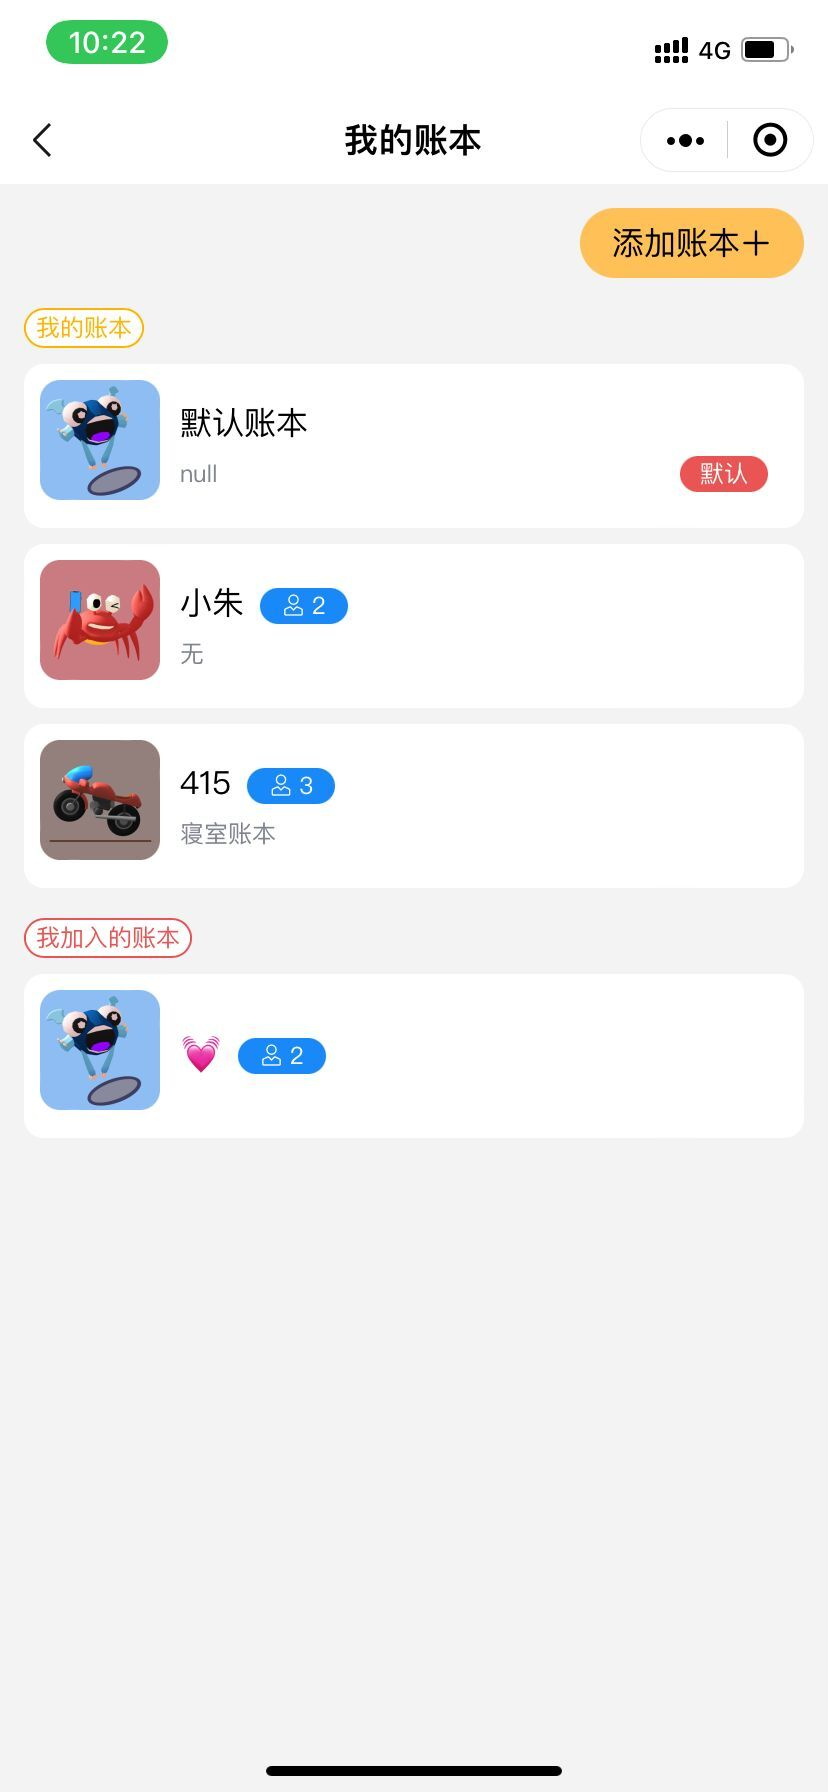 10:22
4G
我的账本
添加账本+
我的账本
默认账本
null
默认
小朱 2
无
415 3
寝室账本
我加入的账本
💓 2